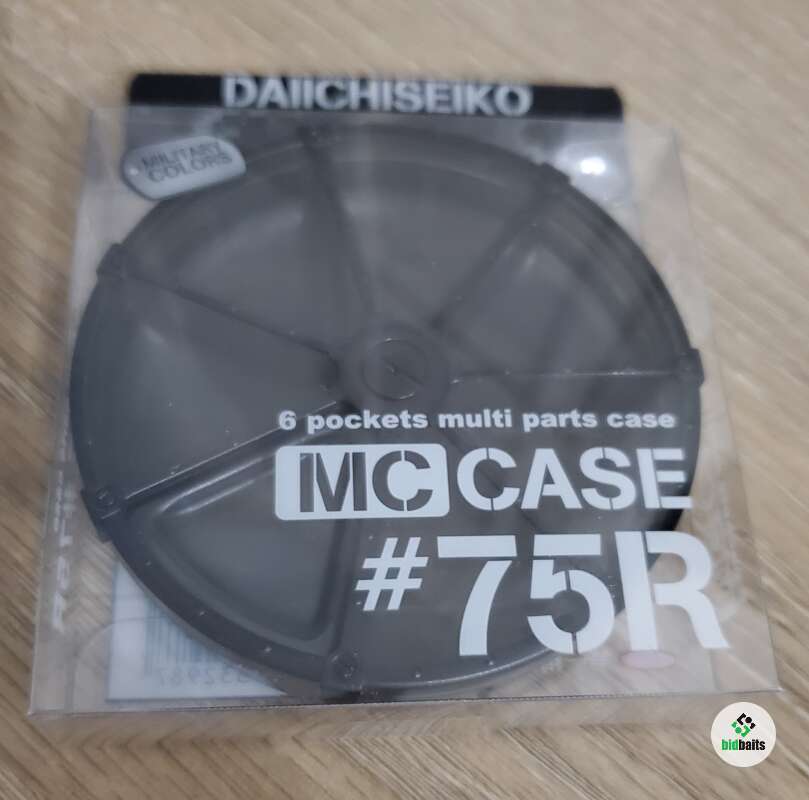 DAIICHISEIKO
MILITARY
COLORS
6 pockets multi parts case
MC CASE
#75R
bidbaits